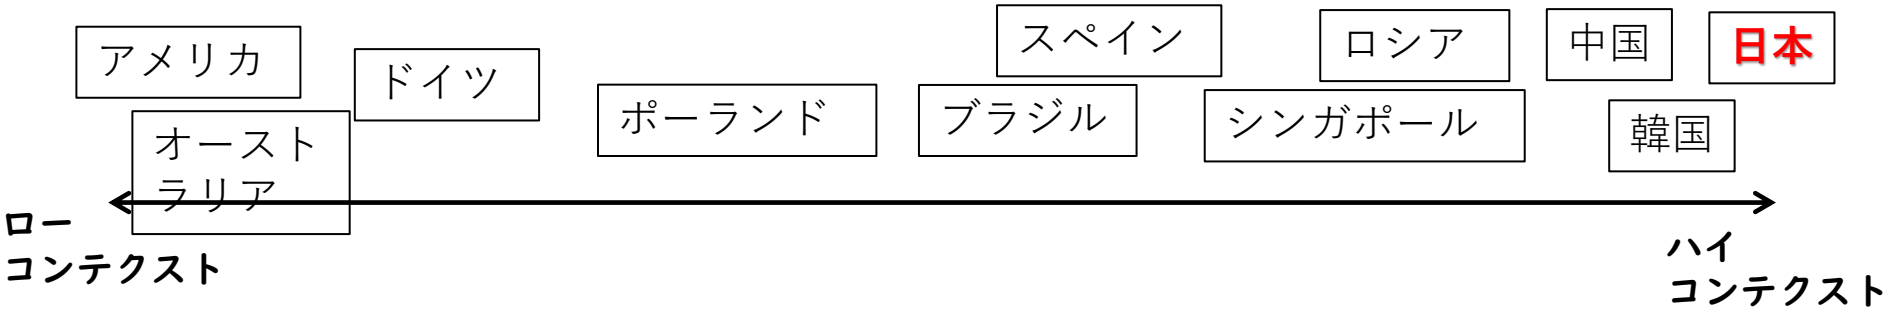 アメリカ
オースト
ラリア
ドイツ
ポーランド
スペイン
ブラジル
ロシア
シンガポール
中国
韓国
日本
ロー
コンテクスト
ハイ
コンテクスト